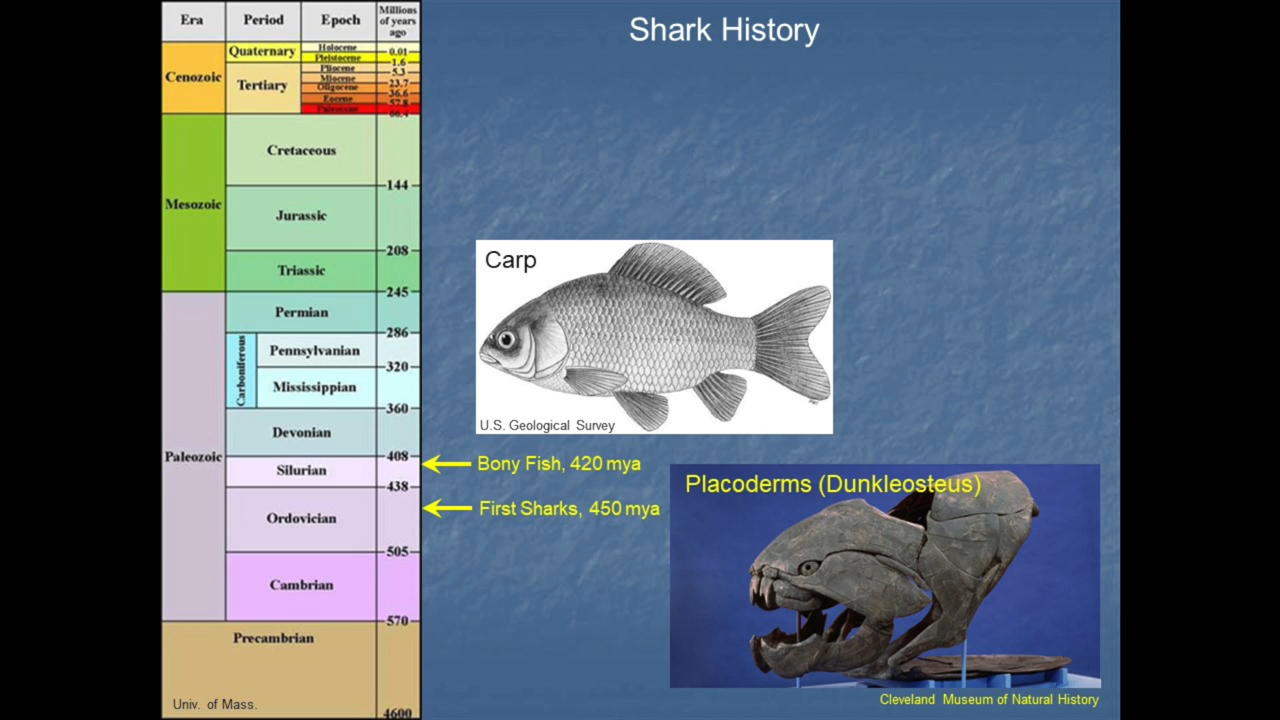 Shark History
Era
Period
Epoch
Millions
of years
ago
Cenozoic
Quaternary
Tertiary
Holocene
Pleistocene
Pliocene
Miocene
Oligocene
Eocene
Paleocene
0.01
1.6
5.3
23.7
36.6
57.8
66.4
Mesozoic
Cretaceous
144
Jurassic
208
Triassic
245
Paleozoic
Permian
286
Carboniferous
Pennsylvanian
320
Mississippian
360
Devonian
408
Silurian
438
Ordovician
505
Cambrian
570
Precambrian
4600
Univ. of Mass.
Carp
U.S. Geological Survey
Bony Fish, 420 mya
First Sharks, 450 mya
Placoderms (Dunkleosteus)
Cleveland Museum of Natural History